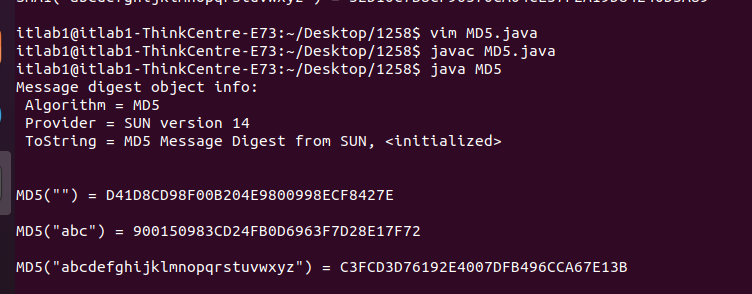 itlab1@itlab1-ThinkCentre-E73:~/Desktop/1258$ vim MD5.java
itlab1@itlab1-ThinkCentre-E73:~/Desktop/1258$ javac MD5.java
itlab1@itlab1-ThinkCentre-E73:~/Desktop/1258$ java MD5
Message digest object info:
 Algorithm = MD5
 Provider = SUN version 14
 ToString = MD5 Message Digest from SUN, <initialized>
MD5("") = D41D8CD98F00B204E9800998ECF8427E
MD5("abc") = 900150983CD24FB0D6963F7D28E17F72
MD5("abcdefghijklmnopqrstuvwxyz") = C3FCD3D76192E4007DFB496CCA67E13B